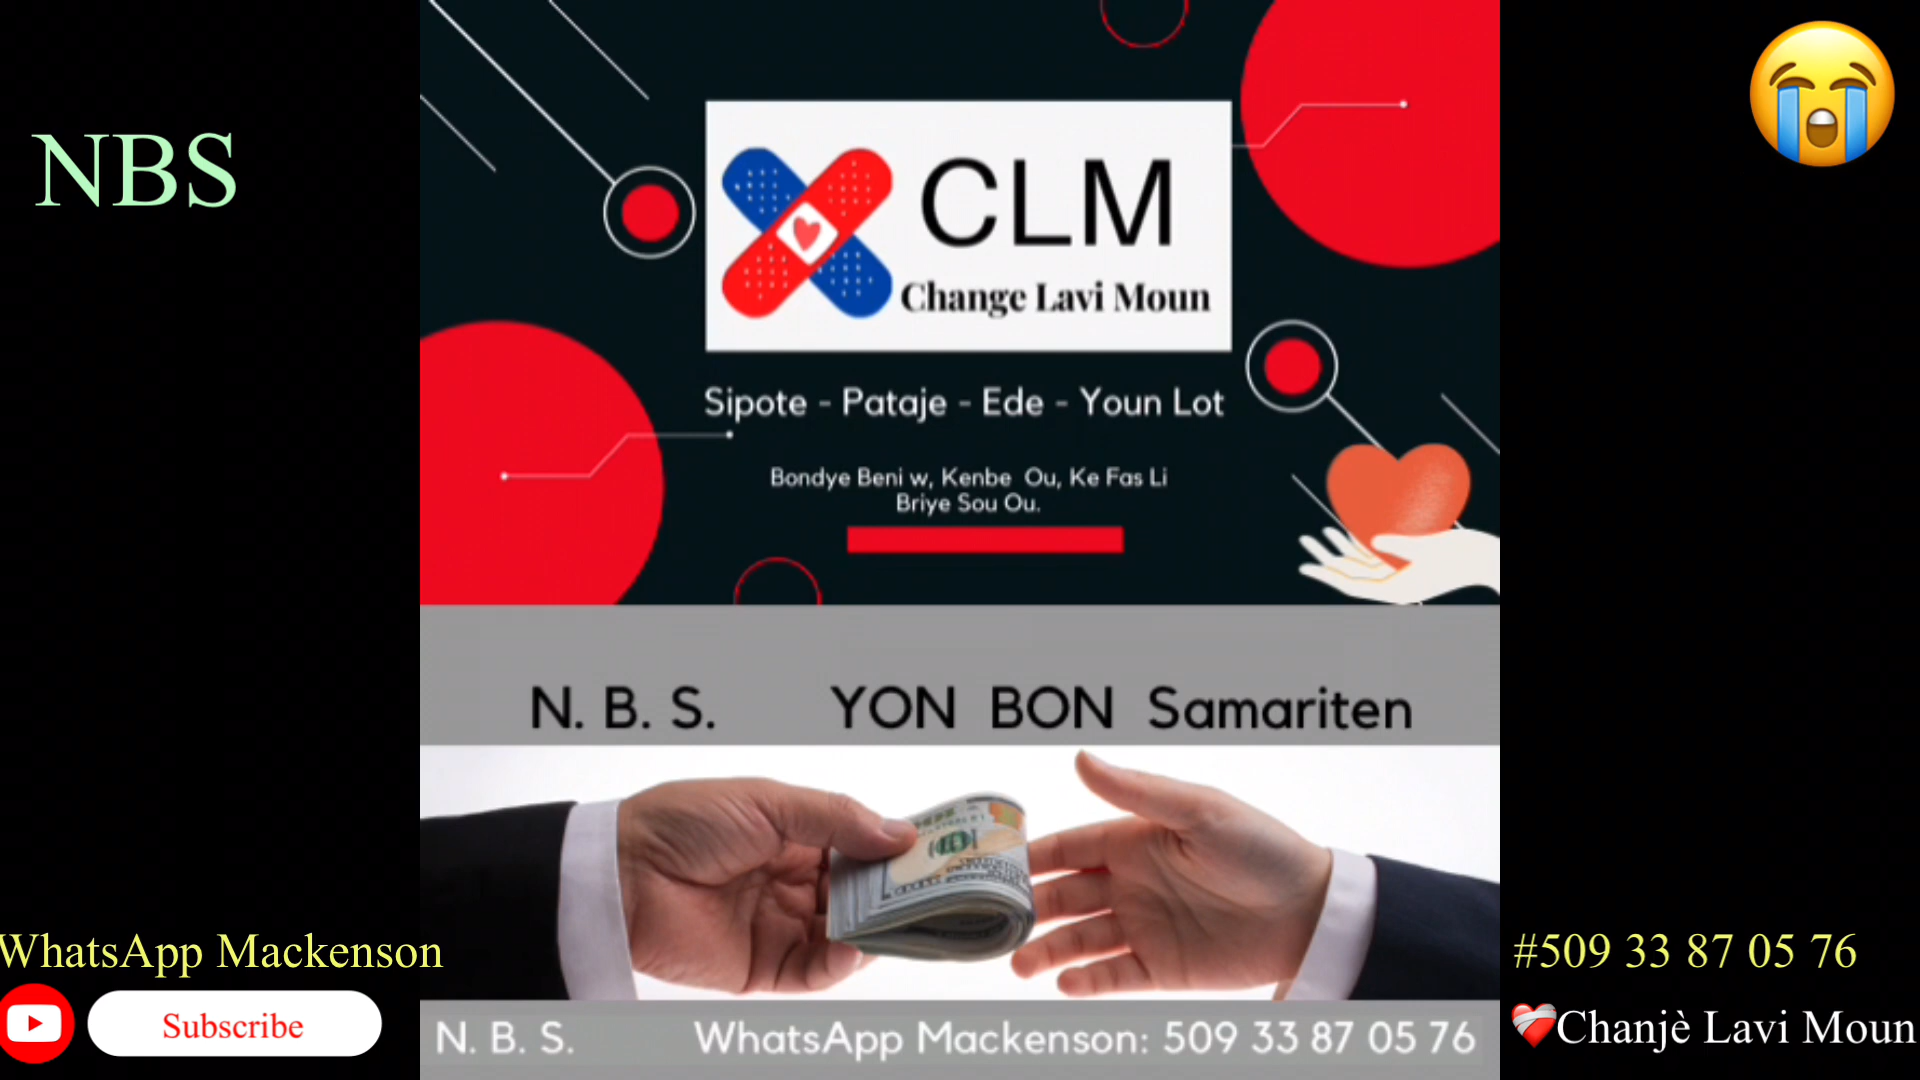 NBS
CLM
Change Lavi Moun
Sipote - Pataje - Ede - Youn Lot
Bondye Beni w, Kenbe Ou, Ke Fas Li
Briye Sou Ou.
N. B. S. YON BON Samariten
WhatsApp Mackenson
#509 33 87 05 76
Subscribe
N. B. S. WhatsApp Mackenson: 509 33 87 05 76
Chanjè Lavi Moun